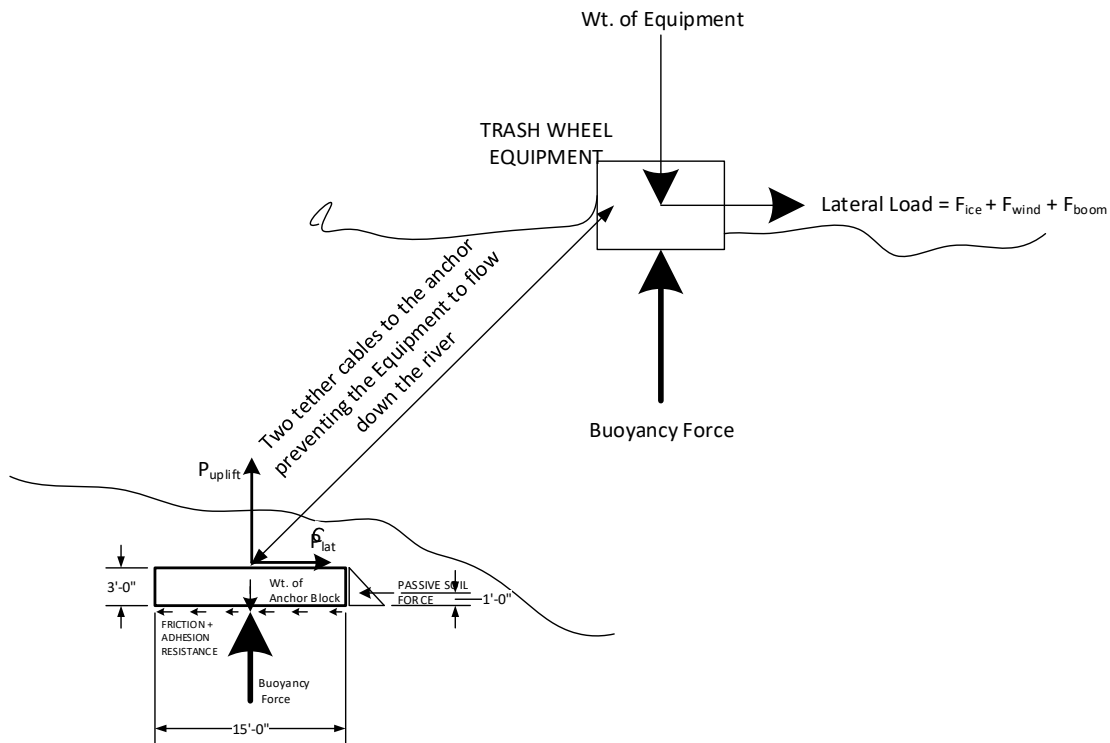 Wt. of Equipment
TRASH WHEEL
EQUIPMENT
Lateral Load = Fice + Fwind + Fboom
Two tether cables to the anchor
preventing the Equipment to flow
down the river
Buoyancy Force
Puplift
Plat
3'-0"
Wt. of
Anchor Block
PASSIVE SOIL
FORCE
1'-0"
FRICTION +
ADHESION
RESISTANCE
Buoyancy
Force
15'-0"